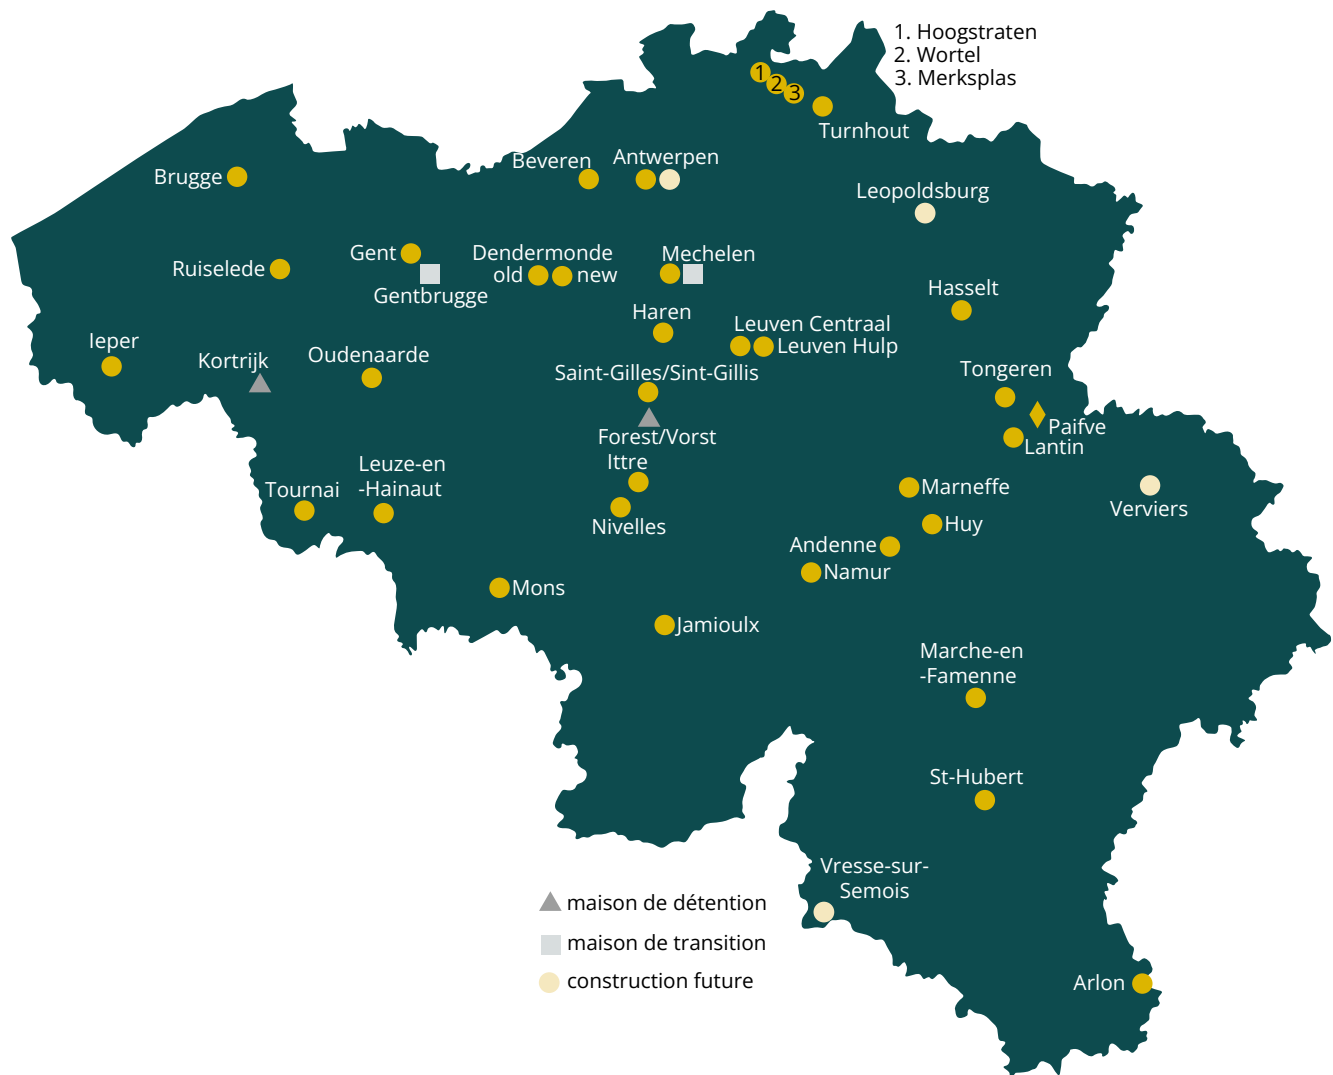 1. Hoogstraten
2. Wortel
3. Merksplas
1
2
3
Turnhout
Beveren
Antwerpen
Brugge
Leopoldsburg
Gent
Dendermonde
Mechelen
Ruiselede
old
new
Gentbrugge
Hasselt
Haren
Leuven Centraal
Leuven Hulp
Ieper
Kortrijk
Oudenaarde
Saint-Gilles/Sint-Gillis
Tongeren
Paifve
Forest/Vorst
Lantin
Ittre
Leuze-en
-Hainaut
Tournai
Marneffe
Verviers
Nivelles
Huy
Andenne
Namur
Mons
Jamioulx
Marche-en
-Famenne
St-Hubert
Vresse-sur-
Semois
maison de détention
maison de transition
construction future
Arlon